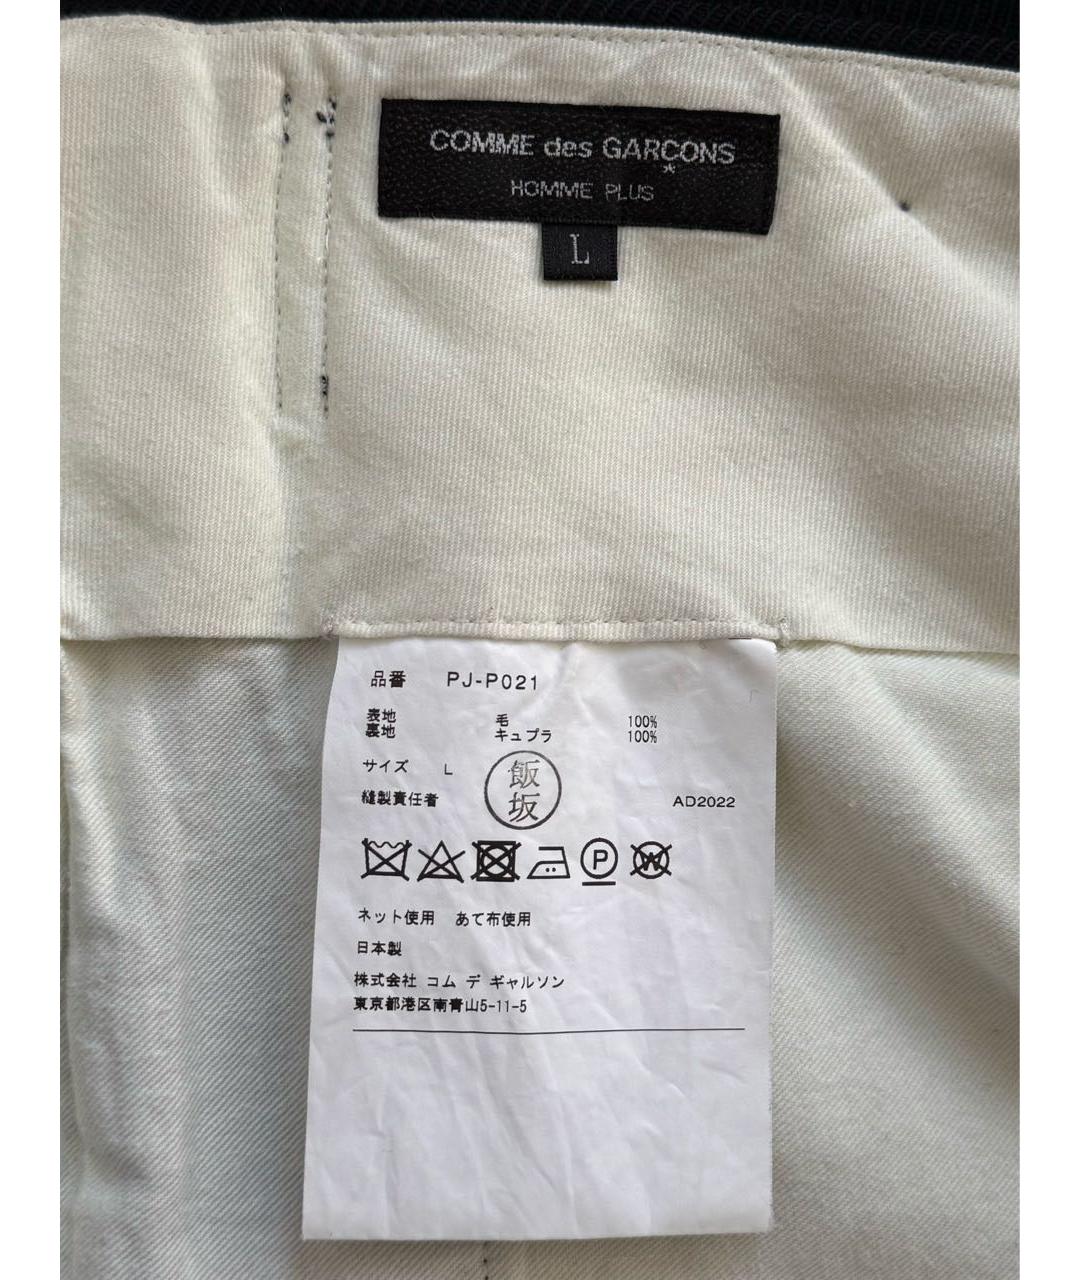 COMME des GARÇONS
HOMME PLUS
L
品番 PJ-P021
表地 毛 100%
裏地 キュプラ 100%
サイズ L
飯坂
縫製責任者 AD2022
P W
ネット使用 あて布使用
日本製
株式会社 コム デ ギャルソン
東京都港区南青山5-11-5